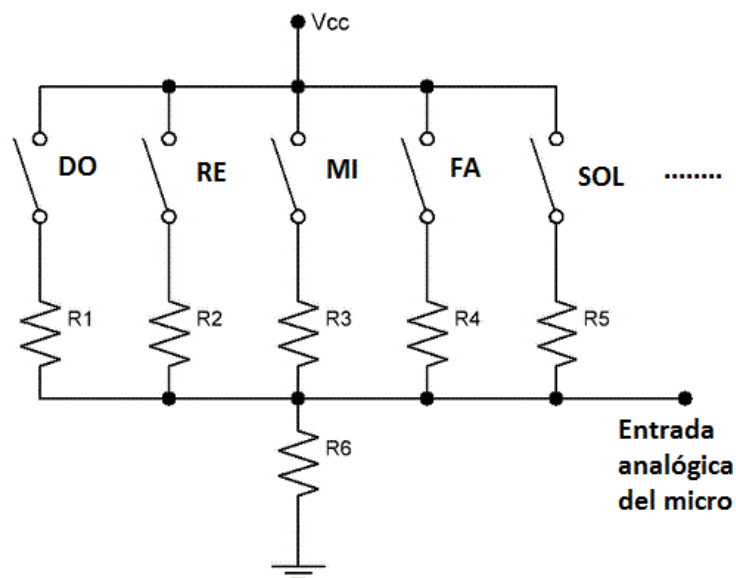 Vcc
DO
RE
MI
FA
SOL
........
R1
R2
R3
R4
R5
R6
Entrada
analógica
del micro